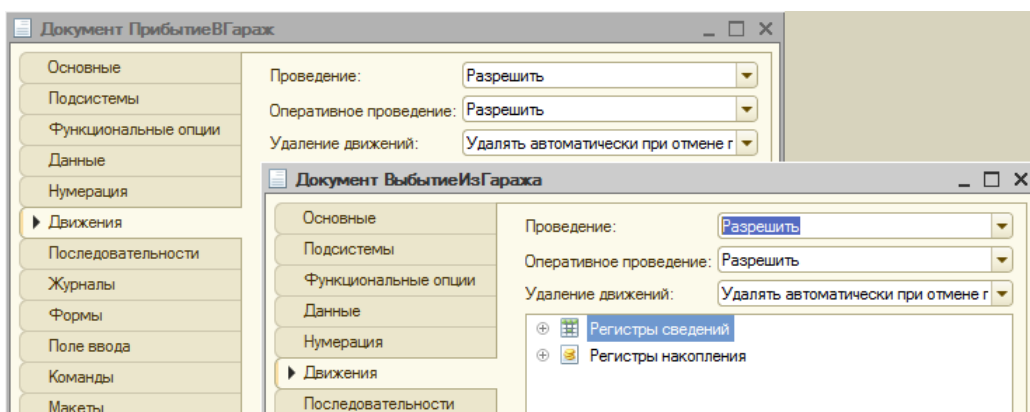 Документ ПрибытиеВГараж
Основные
Подсистемы
Функциональные опции
Данные
Нумерация
Движения
Последовательности
Журналы
Формы
Поле ввода
Команды
Макеты
Проведение: Разрешить
Оперативное проведение: Разрешить
Удаление движений: Удалять автоматически при отмене г
Документ ВыбытиеИзГаража
Основные
Подсистемы
Функциональные опции
Данные
Нумерация
Движения
Последовательности
Проведение: Разрешить
Оперативное проведение: Разрешить
Удаление движений: Удалять автоматически при отмене г
Регистры сведений
Регистры накопления